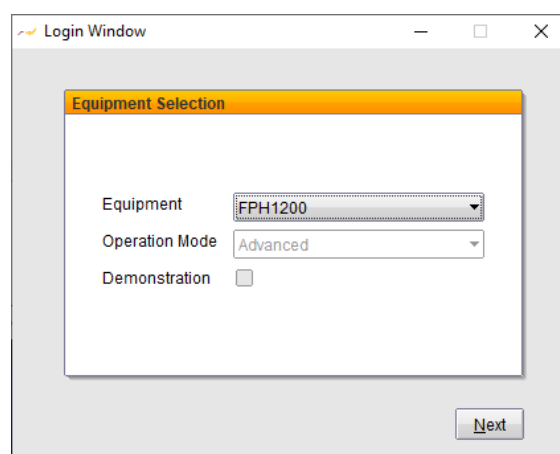 Login Window
Equipment Selection
Equipment FPH1200
Operation Mode Advanced
Demonstration
Next